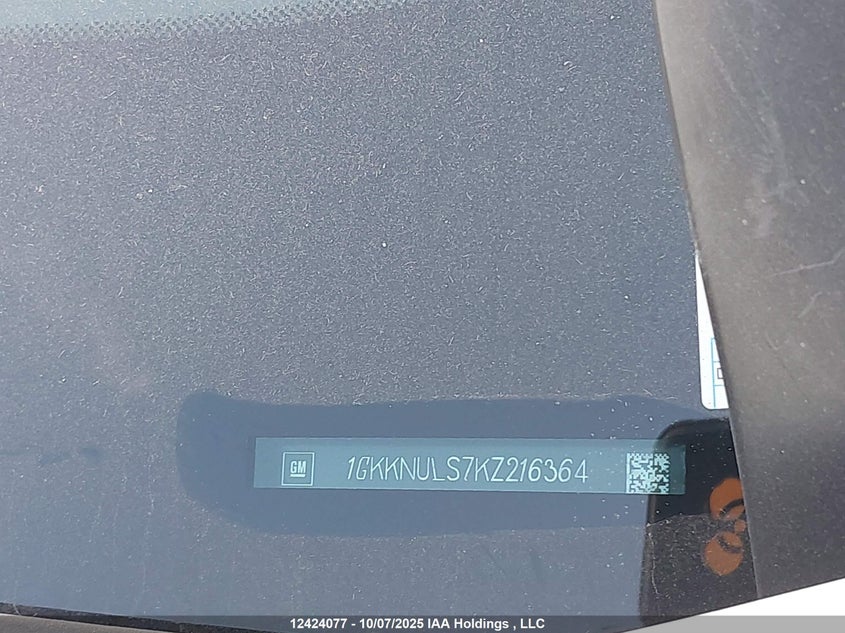 GM 1GKKNULS7KZ216364
12424077 - 10/07/2025 IAA Holdings , LLC